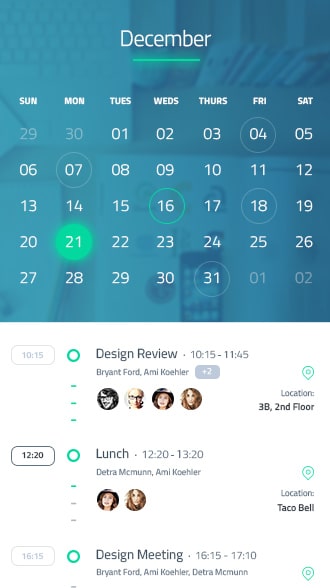 December
SUN MON TUES WEDS THURS FRI SAT
29 30 01 02 03 04 05
06 07 08 09 10 11 12
13 14 15 16 17 18 19
20 21 22 23 24 25 26
27 28 29 30 31 01 02
10:15 Design Review · 10:15 - 11:45
Bryant Ford, Ami Koehler +2
Location:
3B, 2nd Floor
12:20 Lunch · 12:20 - 13:20
Detra Mcmunn, Ami Koehler
Location:
Taco Bell
16:15 Design Meeting · 16:15 - 17:10
Bryant Ford, Ami Koehler, Detra Mcmunn